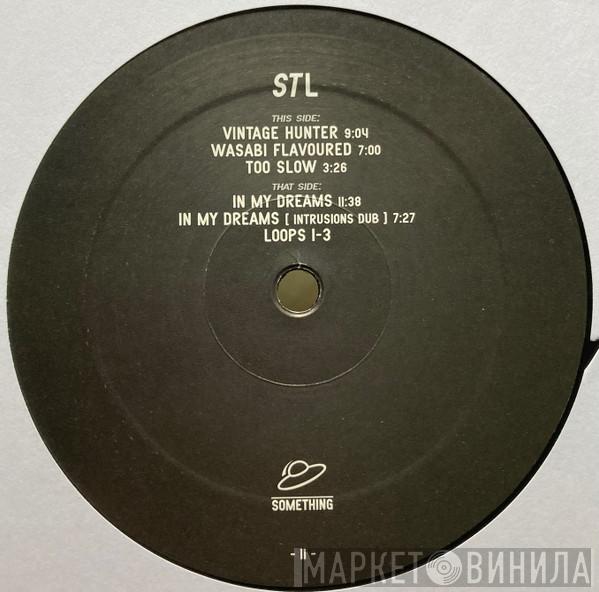 STL
THIS SIDE:
VINTAGE HUNTER 9:04
WASABI FLAVOURED 7:00
TOO SLOW 3:26
THAT SIDE:
IN MY DREAMS 11:38
IN MY DREAMS [ INTRUSIONS DUB ] 7:27
LOOPS 1-3
SOMETHING
- 11 -
МАРКЕТ ВИНИЛА